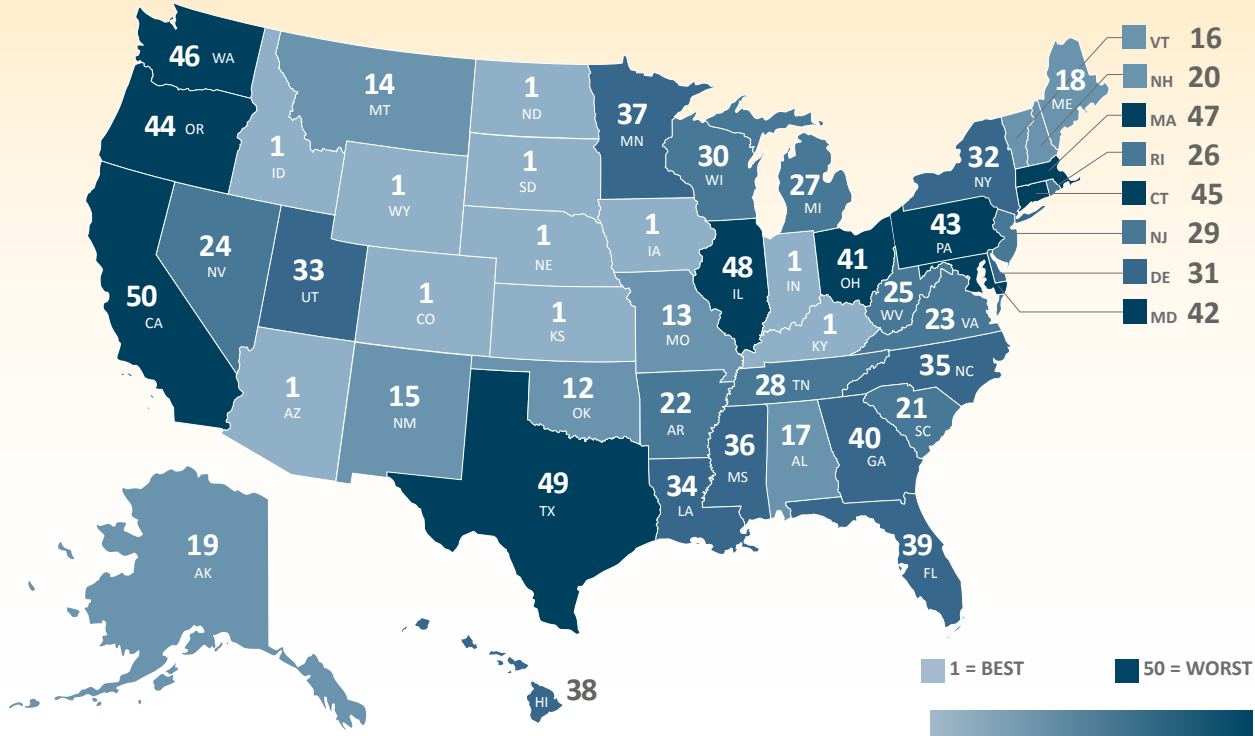 46 WA
14
MT
1
ND
37
MN
18
ME
VT 16
NH 20
MA 47
RI 26
CT 45
NJ 29
DE 31
MD 42
44 OR
1
ID
1
WY
1
SD
30
WI
27
MI
32
NY
50
CA
24
NV
33
UT
1
CO
1
NE
1
IA
48
IL
1
IN
41
OH
43
PA
1
KS
13
MO
1
KY
25
WV
23 VA
1
AZ
15
NM
12
OK
22
AR
28 TN
35 NC
21
SC
49
TX
34
LA
36
MS
17
AL
40
GA
39
FL
19
AK
HI 38
1 = BEST
50 = WORST